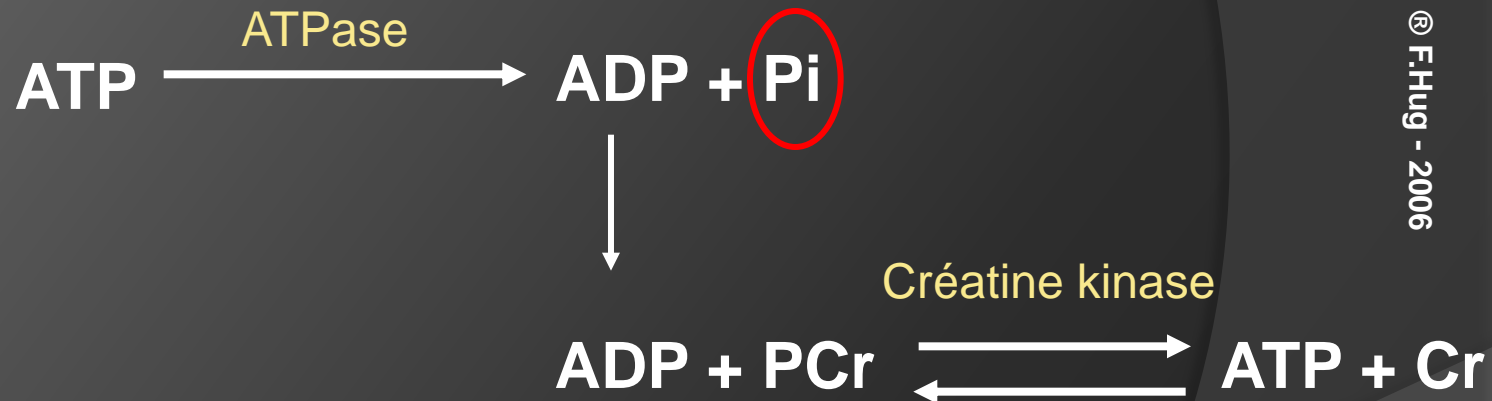 ATPase
ATP
ADP + Pi
Créatine kinase
ADP + PCr
ATP + Cr
® F.Hug - 2006